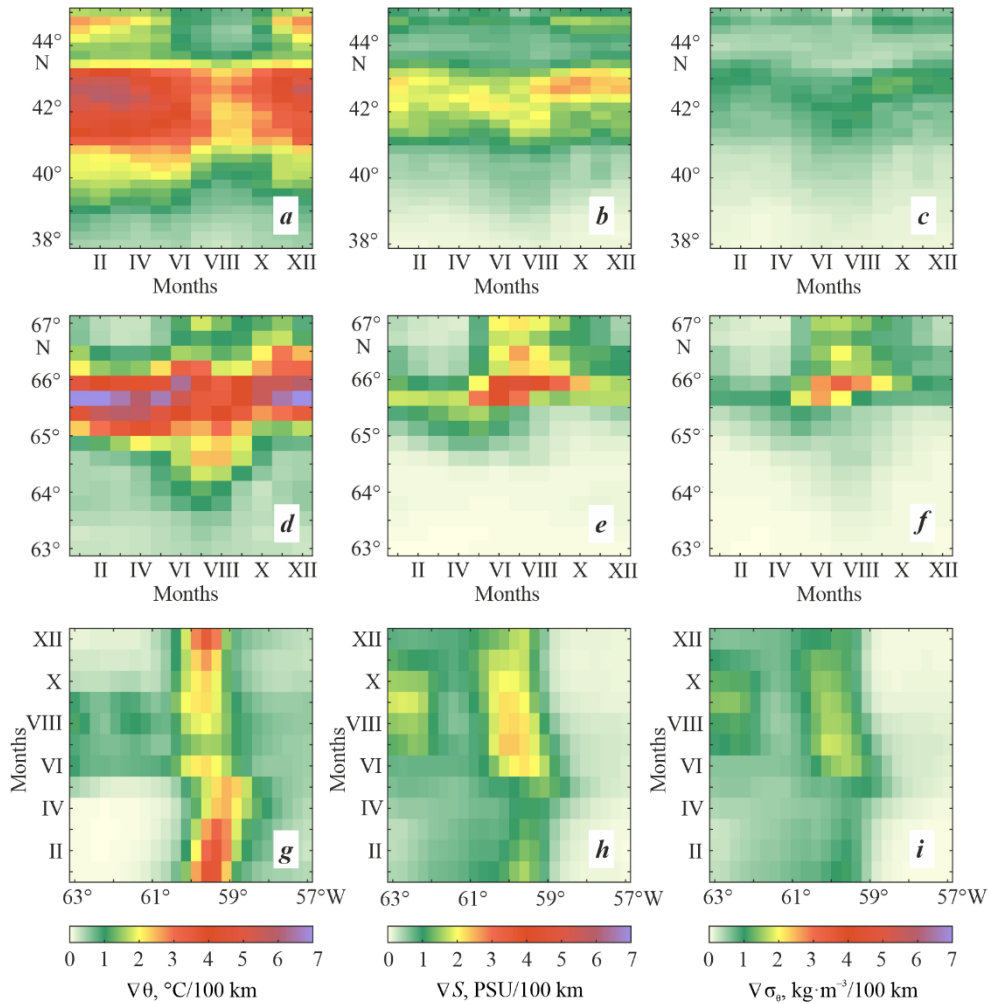 44°
N
42°
40°
38°
a
II IV VI VIII X XII
Months
44°
N
42°
40°
38°
b
II IV VI VIII X XII
Months
44°
N
42°
40°
38°
c
II IV VI VIII X XII
Months
67°
N
66°
65°
64°
63°
d
II IV VI VIII X XII
Months
67°
N
66°
65°
64°
63°
e
II IV VI VIII X XII
Months
67°
N
66°
65°
64°
63°
f
II IV VI VIII X XII
Months
XII
X
VIII
VI
IV
II
Months
g
63° 61° 59° 57°W
XII
X
VIII
VI
IV
II
Months
h
63° 61° 59° 57°W
XII
X
VIII
VI
IV
II
Months
i
63° 61° 59° 57°W
0 1 2 3 4 5 6 7
∇θ, °C/100 km
0 1 2 3 4 5 6 7
∇S, PSU/100 km
0 1 2 3 4 5 6 7
∇σ_θ, kg·m⁻³/100 km